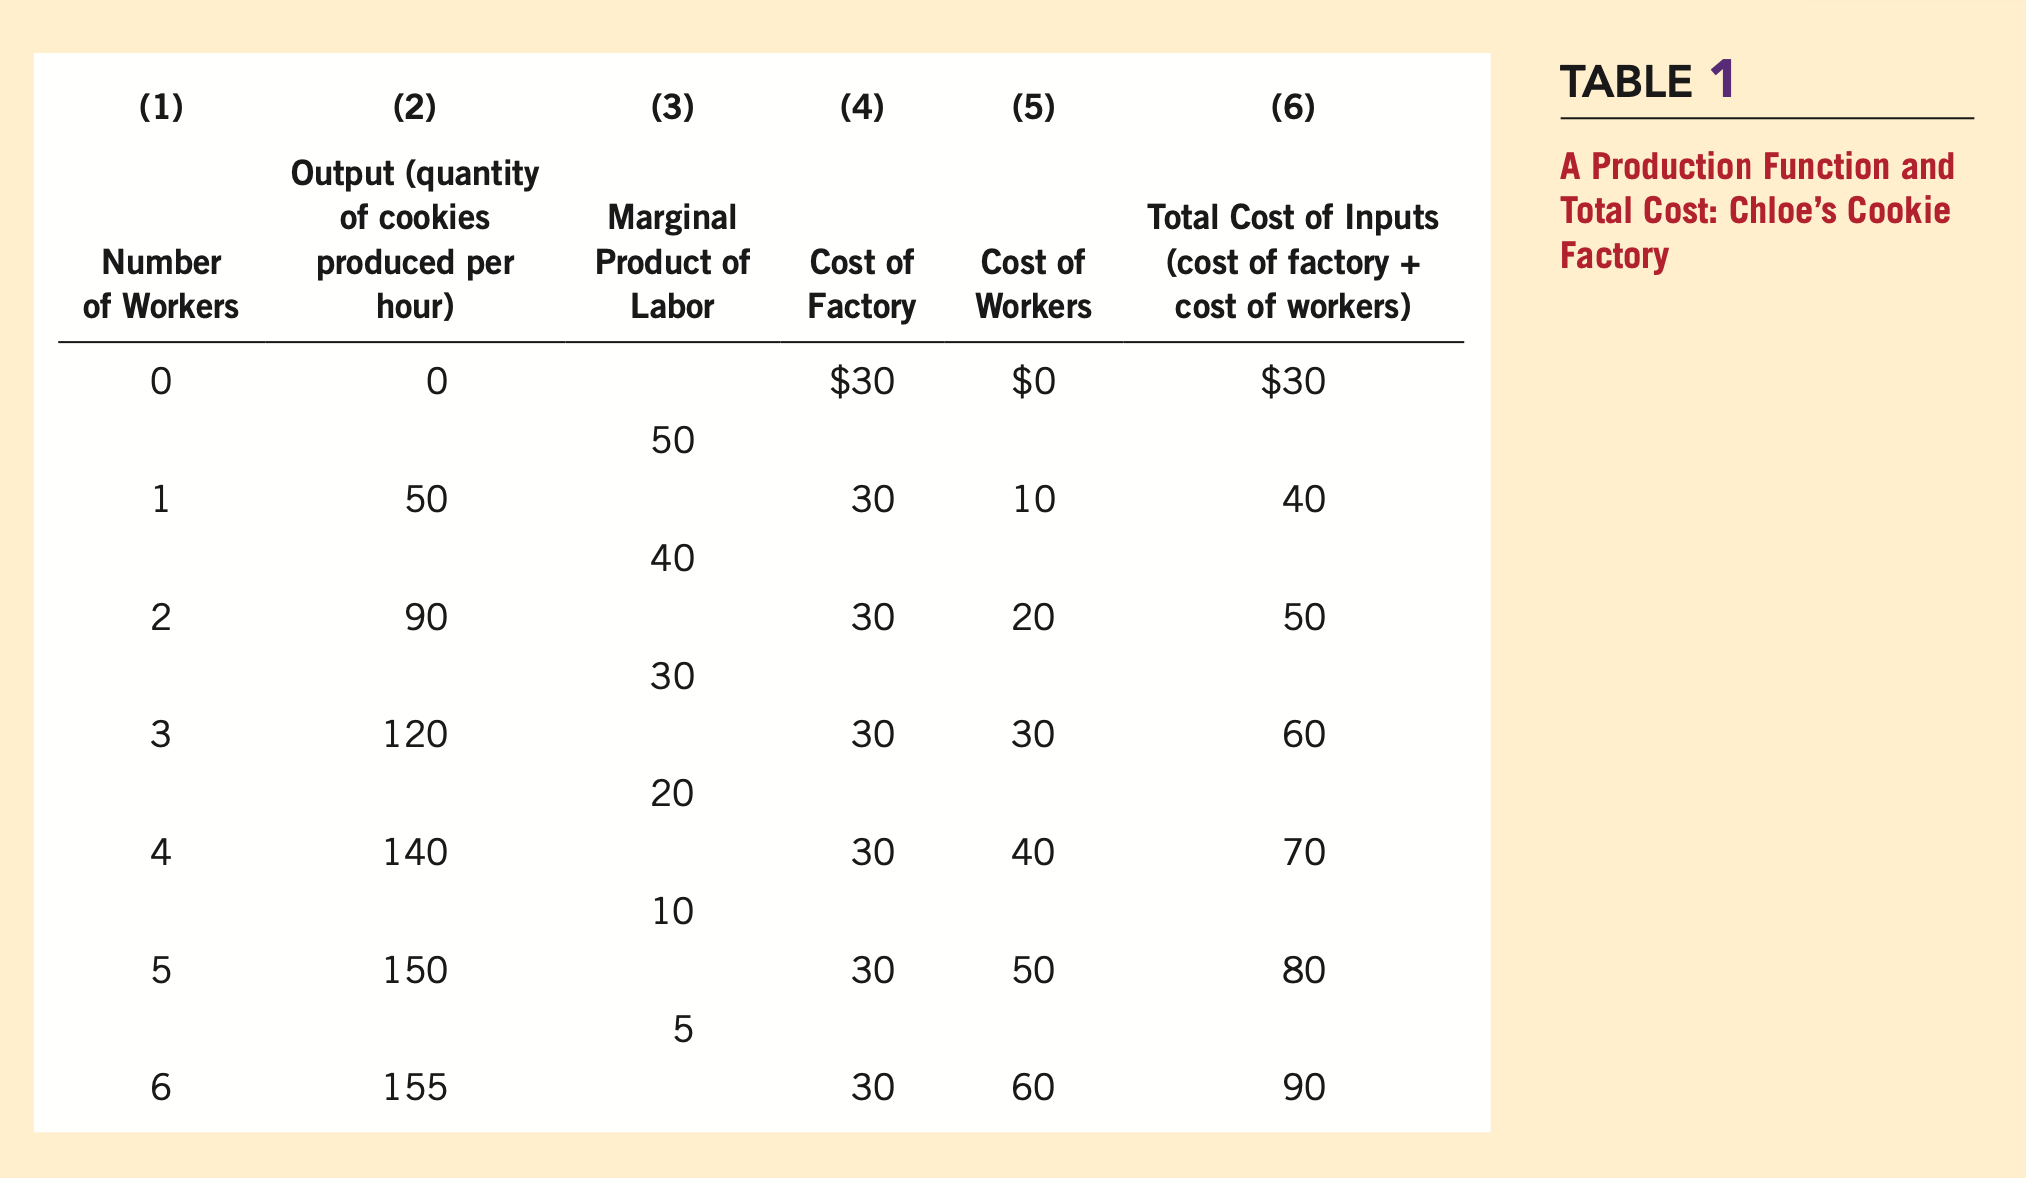 (1) (2) (3) (4) (5) (6)
Output (quantity
of cookies Marginal Total Cost of Inputs
Number produced per Product of Cost of Cost of (cost of factory +
of Workers hour) Labor Factory Workers cost of workers)
0 0 $30 $0 $30
50
1 50 30 10 40
40
2 90 30 20 50
30
3 120 30 30 60
20
4 140 30 40 70
10
5 150 30 50 80
5
6 155 30 60 90
TABLE 1
A Production Function and
Total Cost: Chloe’s Cookie
Factory